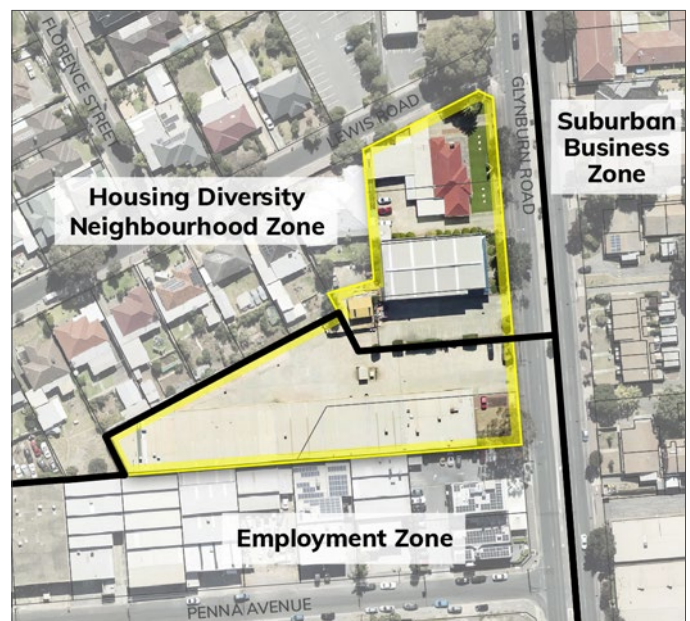 FLORENCE STREET
LEWIS ROAD
GLYNBURN ROAD
Suburban
Business
Zone
Housing Diversity
Neighbourhood Zone
Employment Zone
PENNA AVENUE